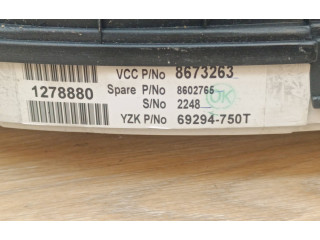 VCC P/No 8673263
1278880 Spare P/No 8602765
OK
S/No 2248
YZK P/No 69294-750T